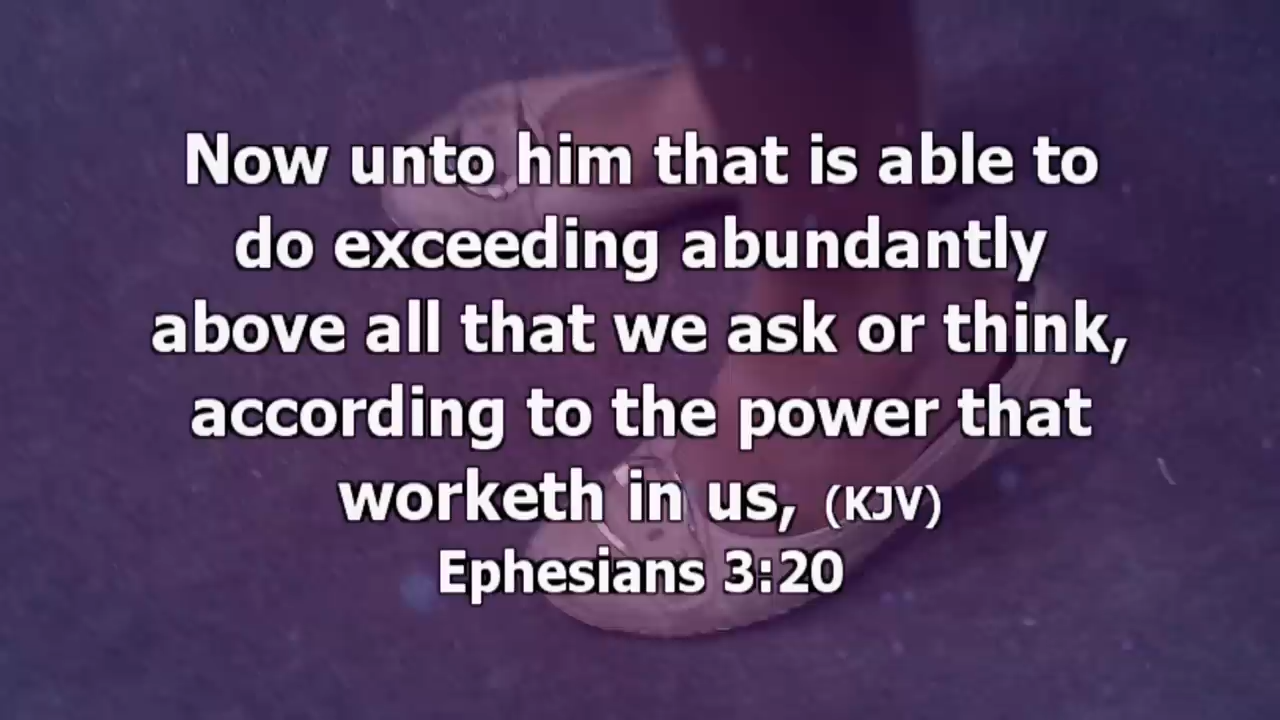 Now unto him that is able to
do exceeding abundantly
above all that we ask or think,
according to the power that
worketh in us, (KJV)
Ephesians 3:20